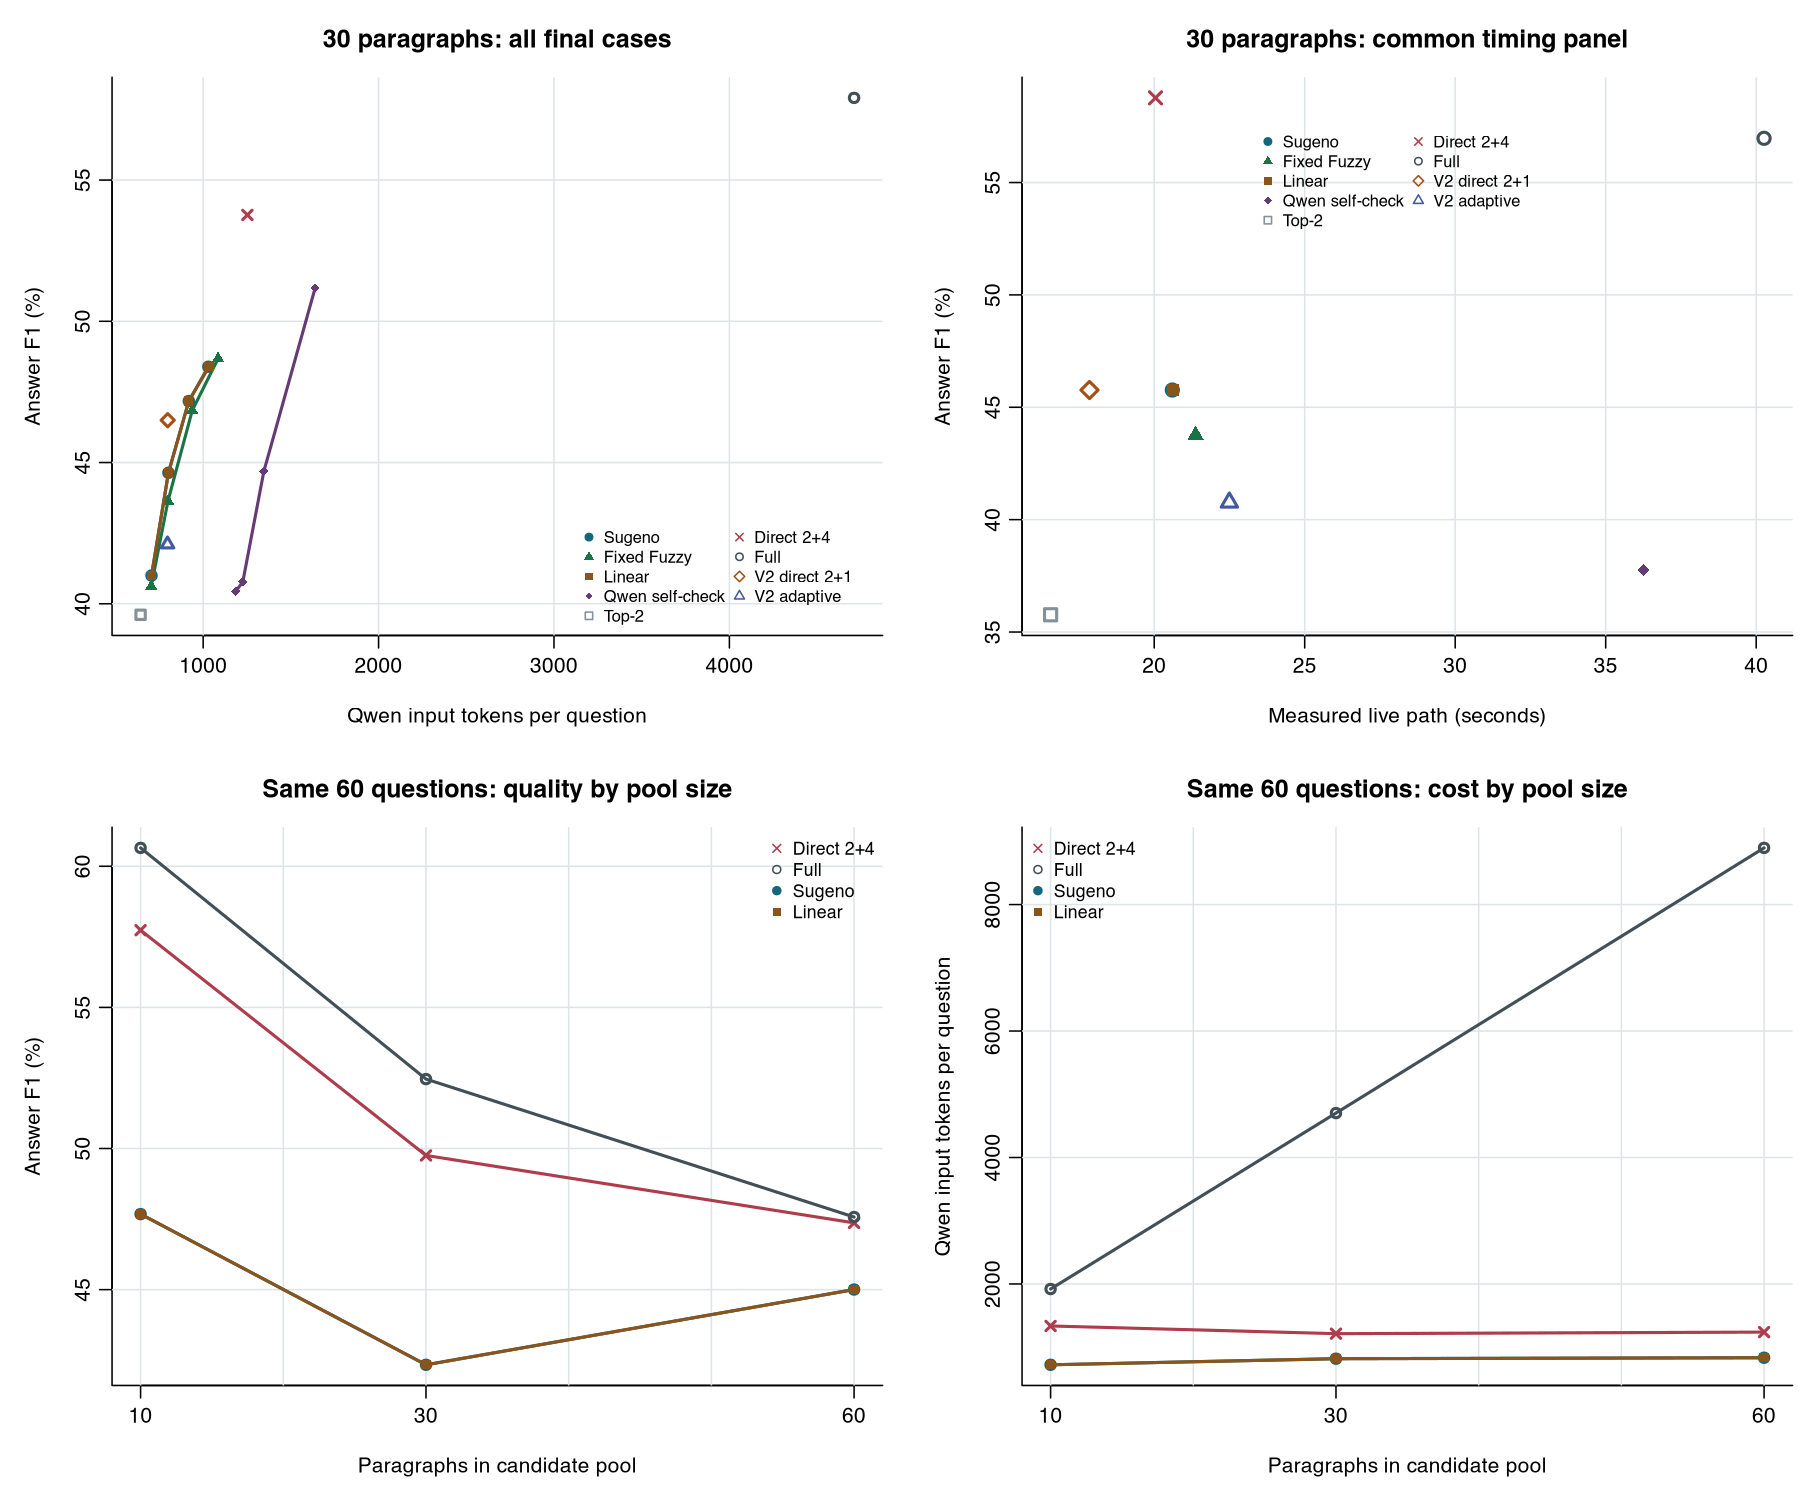 30 paragraphs: all final cases
Answer F1 (%)
55
50
45
40
Sugeno
Fixed Fuzzy
Linear
Qwen self-check
Top-2
Direct 2+4
Full
V2 direct 2+1
V2 adaptive
1000 2000 3000 4000
Qwen input tokens per question
30 paragraphs: common timing panel
Answer F1 (%)
55
50
45
40
35
Sugeno
Fixed Fuzzy
Linear
Qwen self-check
Top-2
Direct 2+4
Full
V2 direct 2+1
V2 adaptive
20 25 30 35 40
Measured live path (seconds)
Same 60 questions: quality by pool size
Answer F1 (%)
60
55
50
45
Direct 2+4
Full
Sugeno
Linear
10 30 60
Paragraphs in candidate pool
Same 60 questions: cost by pool size
Qwen input tokens per question
8000
6000
4000
2000
Direct 2+4
Full
Sugeno
Linear
10 30 60
Paragraphs in candidate pool